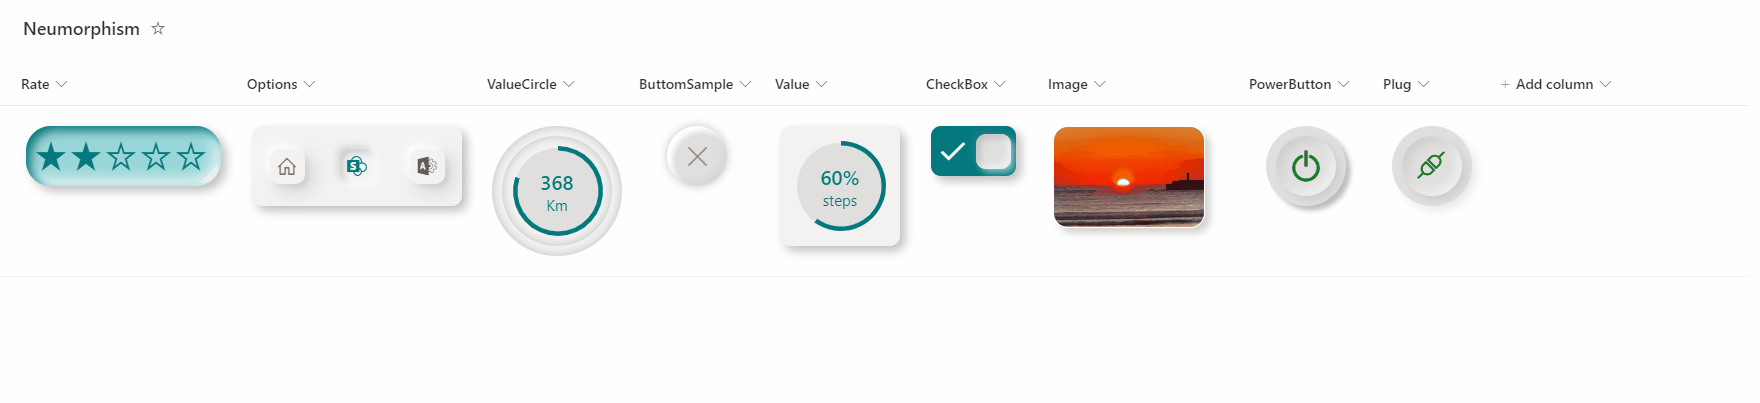 Neumorphism
Rate Options ValueCircle ButtomSample Value CheckBox Image PowerButton Plug + Add column
368
Km
60%
steps
S
A